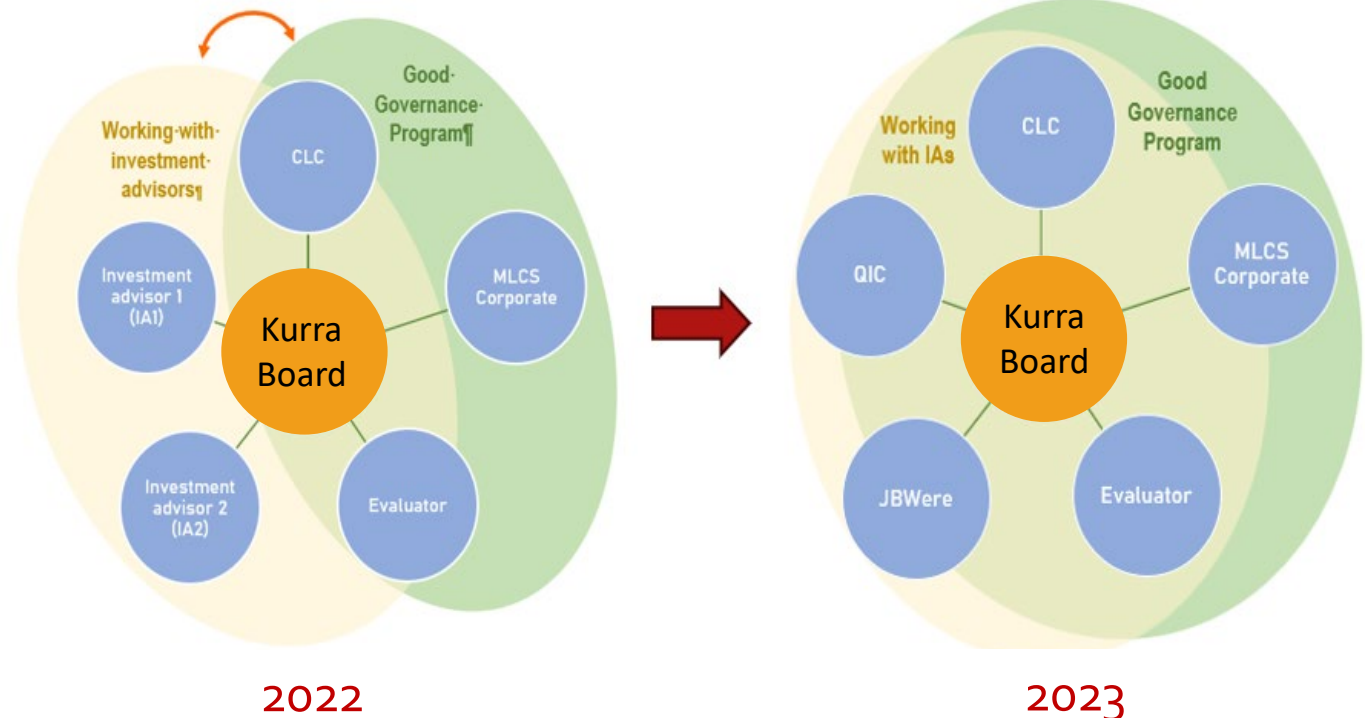 Good·
Governance·
Program¶
Working·with·
investment·
advisors¶
CLC
Investment
advisor 1
(IA1)
MLCS
Corporate
Kurra
Board
Investment
advisor 2
(IA2)
Evaluator
2022
Good
Governance
Program
Working
with IAs
CLC
QIC
MLCS
Corporate
Kurra
Board
JBWere
Evaluator
2023